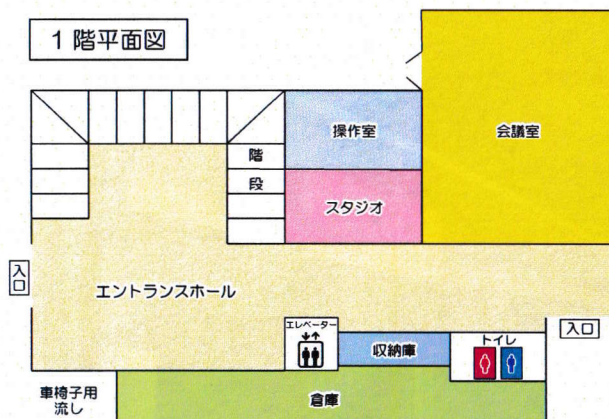 1階平面図
操作室
会議室
階
段
スタジオ
入口
エントランスホール
エレベーター
収納庫
トイレ
入口
車椅子用
流し
倉庫